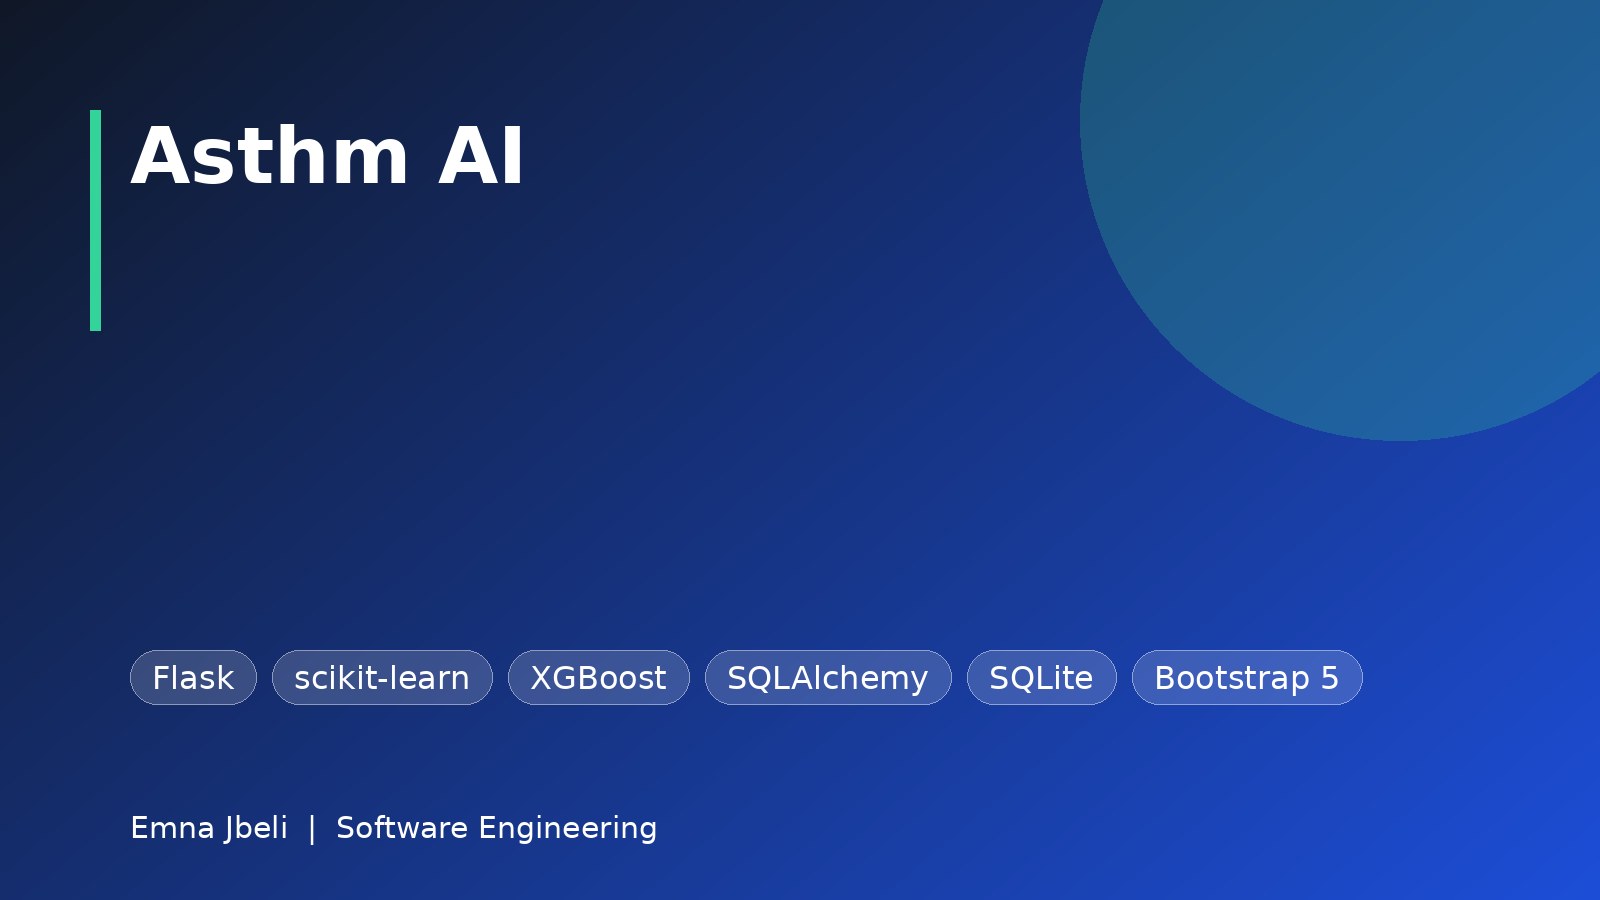 Asthm AI
Flask scikit-learn XGBoost SQLAlchemy SQLite Bootstrap 5
Emna Jbeli | Software Engineering